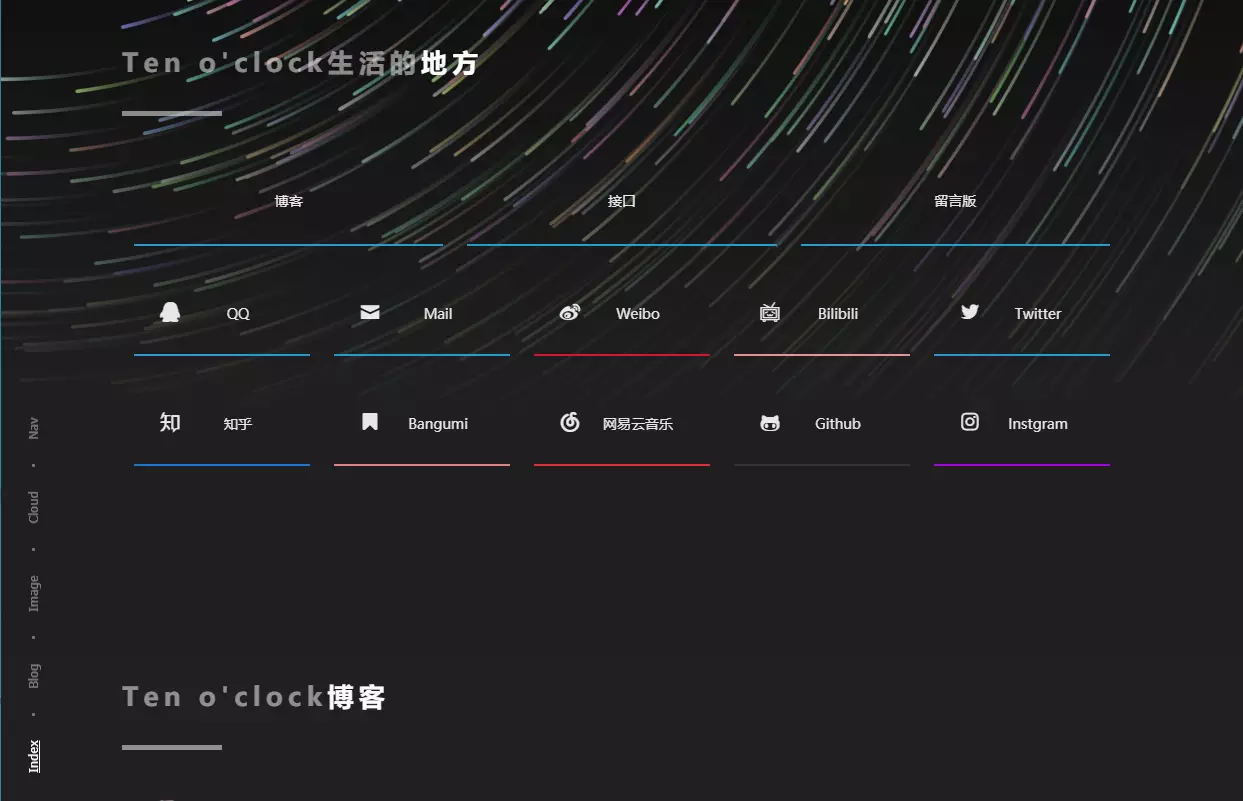 Ten o'clock生活的地方
博客 接口 留言版
QQ Mail Weibo Bilibili Twitter
知 知乎 Bangumi 网易云音乐 Github Instgram
Nav
Cloud
Image
Blog
Index
Ten o'clock博客